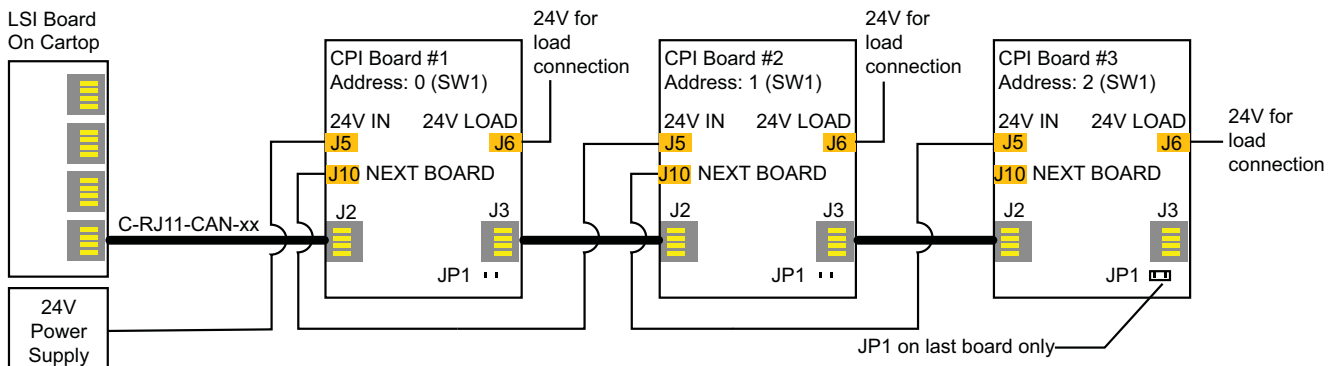 LSI Board
On Cartop
C-RJ11-CAN-xx
24V
Power
Supply
CPI Board #1
Address: 0 (SW1)
24V IN 24V LOAD
J5 J6
J10 NEXT BOARD
J2 J3
JP1
24V for
load
connection
CPI Board #2
Address: 1 (SW1)
24V IN 24V LOAD
J5 J6
J10 NEXT BOARD
J2 J3
JP1
24V for
load
connection
CPI Board #3
Address: 2 (SW1)
24V IN 24V LOAD
J5 J6
J10 NEXT BOARD
J2 J3
JP1
24V for
load
connection
JP1 on last board only